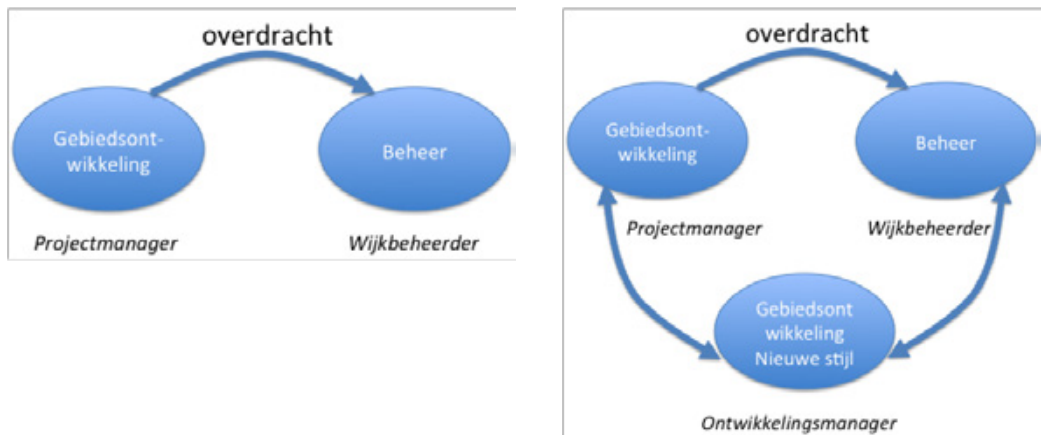 overdracht
Gebiedsont-
wikkeling
Beheer
Projectmanager
Wijkbeheerder
overdracht
Gebiedsont-
wikkeling
Beheer
Projectmanager
Wijkbeheerder
Gebiedsont
wikkeling
Nieuwe stijl
Ontwikkelingsmanager